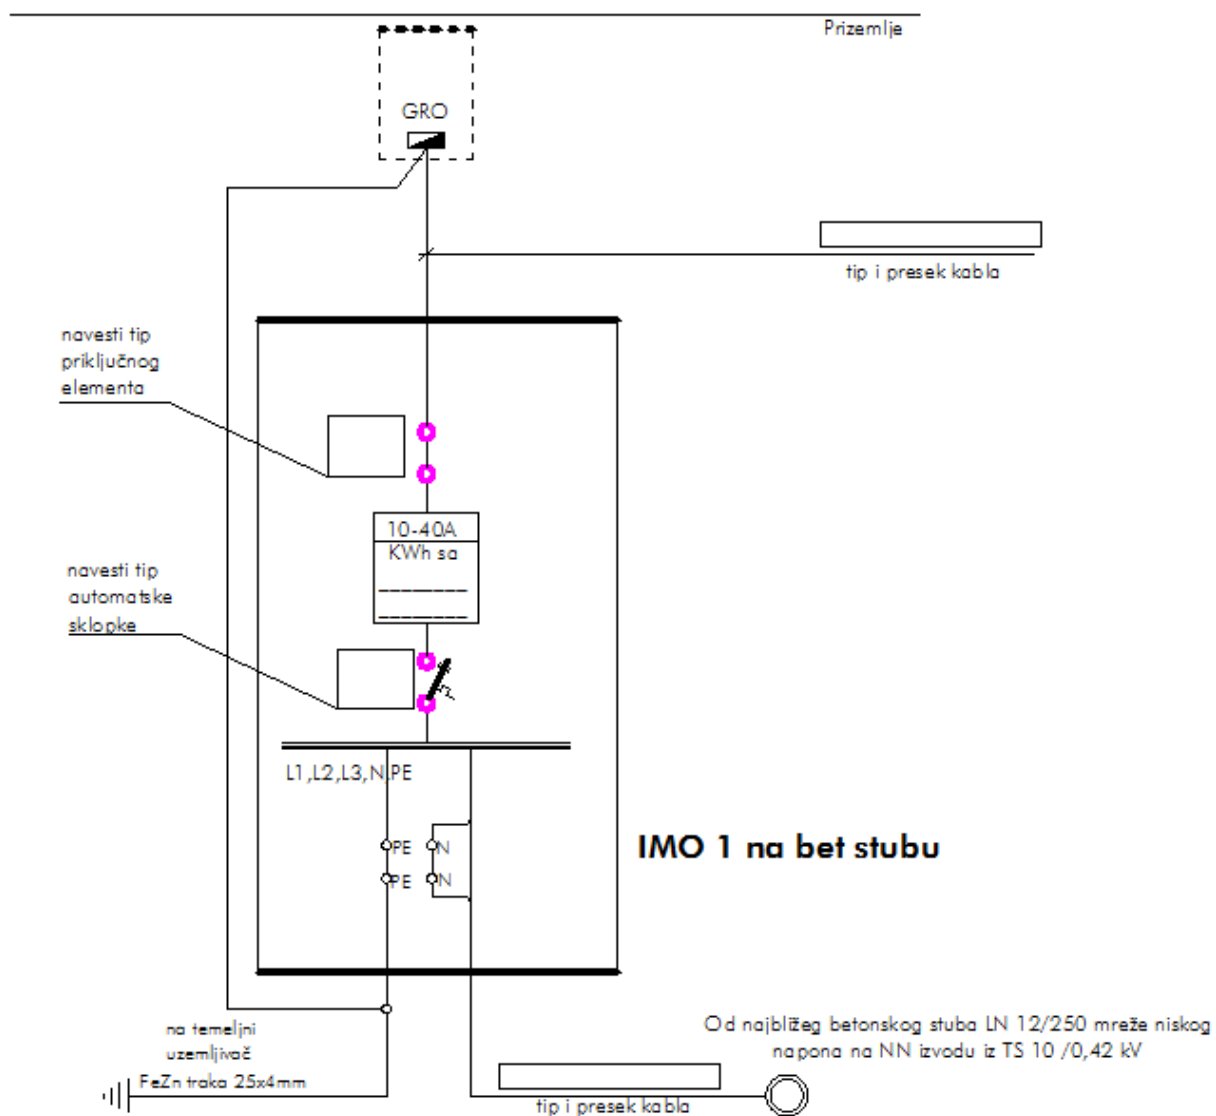 Prizemlje
GRO
tip i presek kabla
navesti tip
priključnog
elementa
10-40A
KWh sa
navesti tip
automatske
sklopke
L1,L2,L3,N,PE
PE N
PE N
IMO 1 na bet stubu
na temeljni
uzemljivač
FeZn traka 25x4mm
Od najbližeg betonskog stuba LN 12/250 mreže niskog
napona na NN izvodu iz TS 10 /0,42 kV
tip i presek kabla